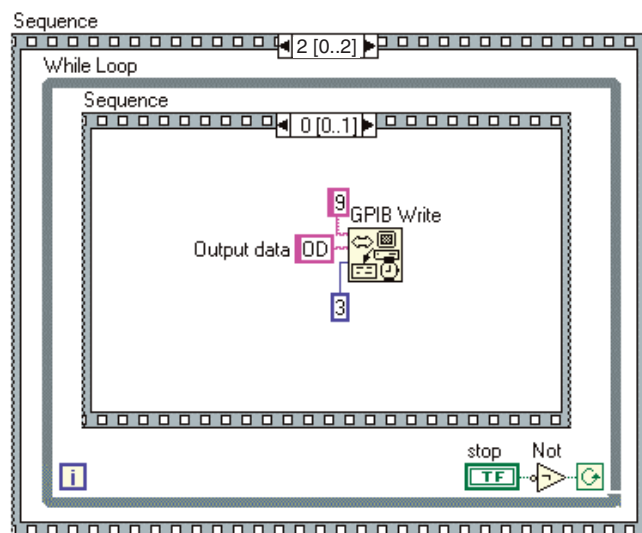 Sequence
2 [0..2]
While Loop
Sequence
0 [0..1]
9
GPIB Write
Output data OD
3
stop Not
i TF